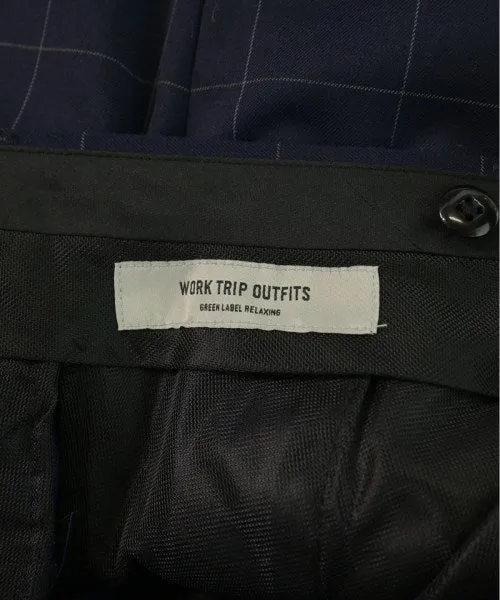 WORK TRIP OUTFITS
GREEN LABEL RELAXING